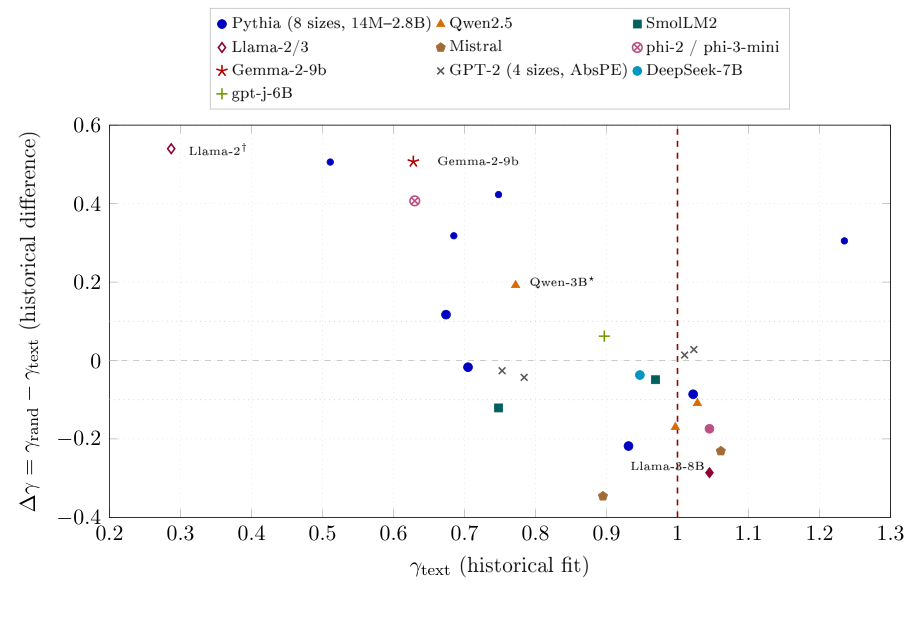 Pythia (8 sizes, 14M–2.8B) Qwen2.5 SmolLM2
Llama-2/3 Mistral phi-2 / phi-3-mini
Gemma-2-9b GPT-2 (4 sizes, AbsPE) DeepSeek-7B
gpt-j-6B
0.6
Llama-2†
Gemma-2-9b
0.4
0.2
Qwen-3B⋆
0
−0.2
Llama-3-8B
−0.4
Δγ = γrand − γtext (historical difference)
0.2 0.3 0.4 0.5 0.6 0.7 0.8 0.9 1 1.1 1.2 1.3
γtext (historical fit)